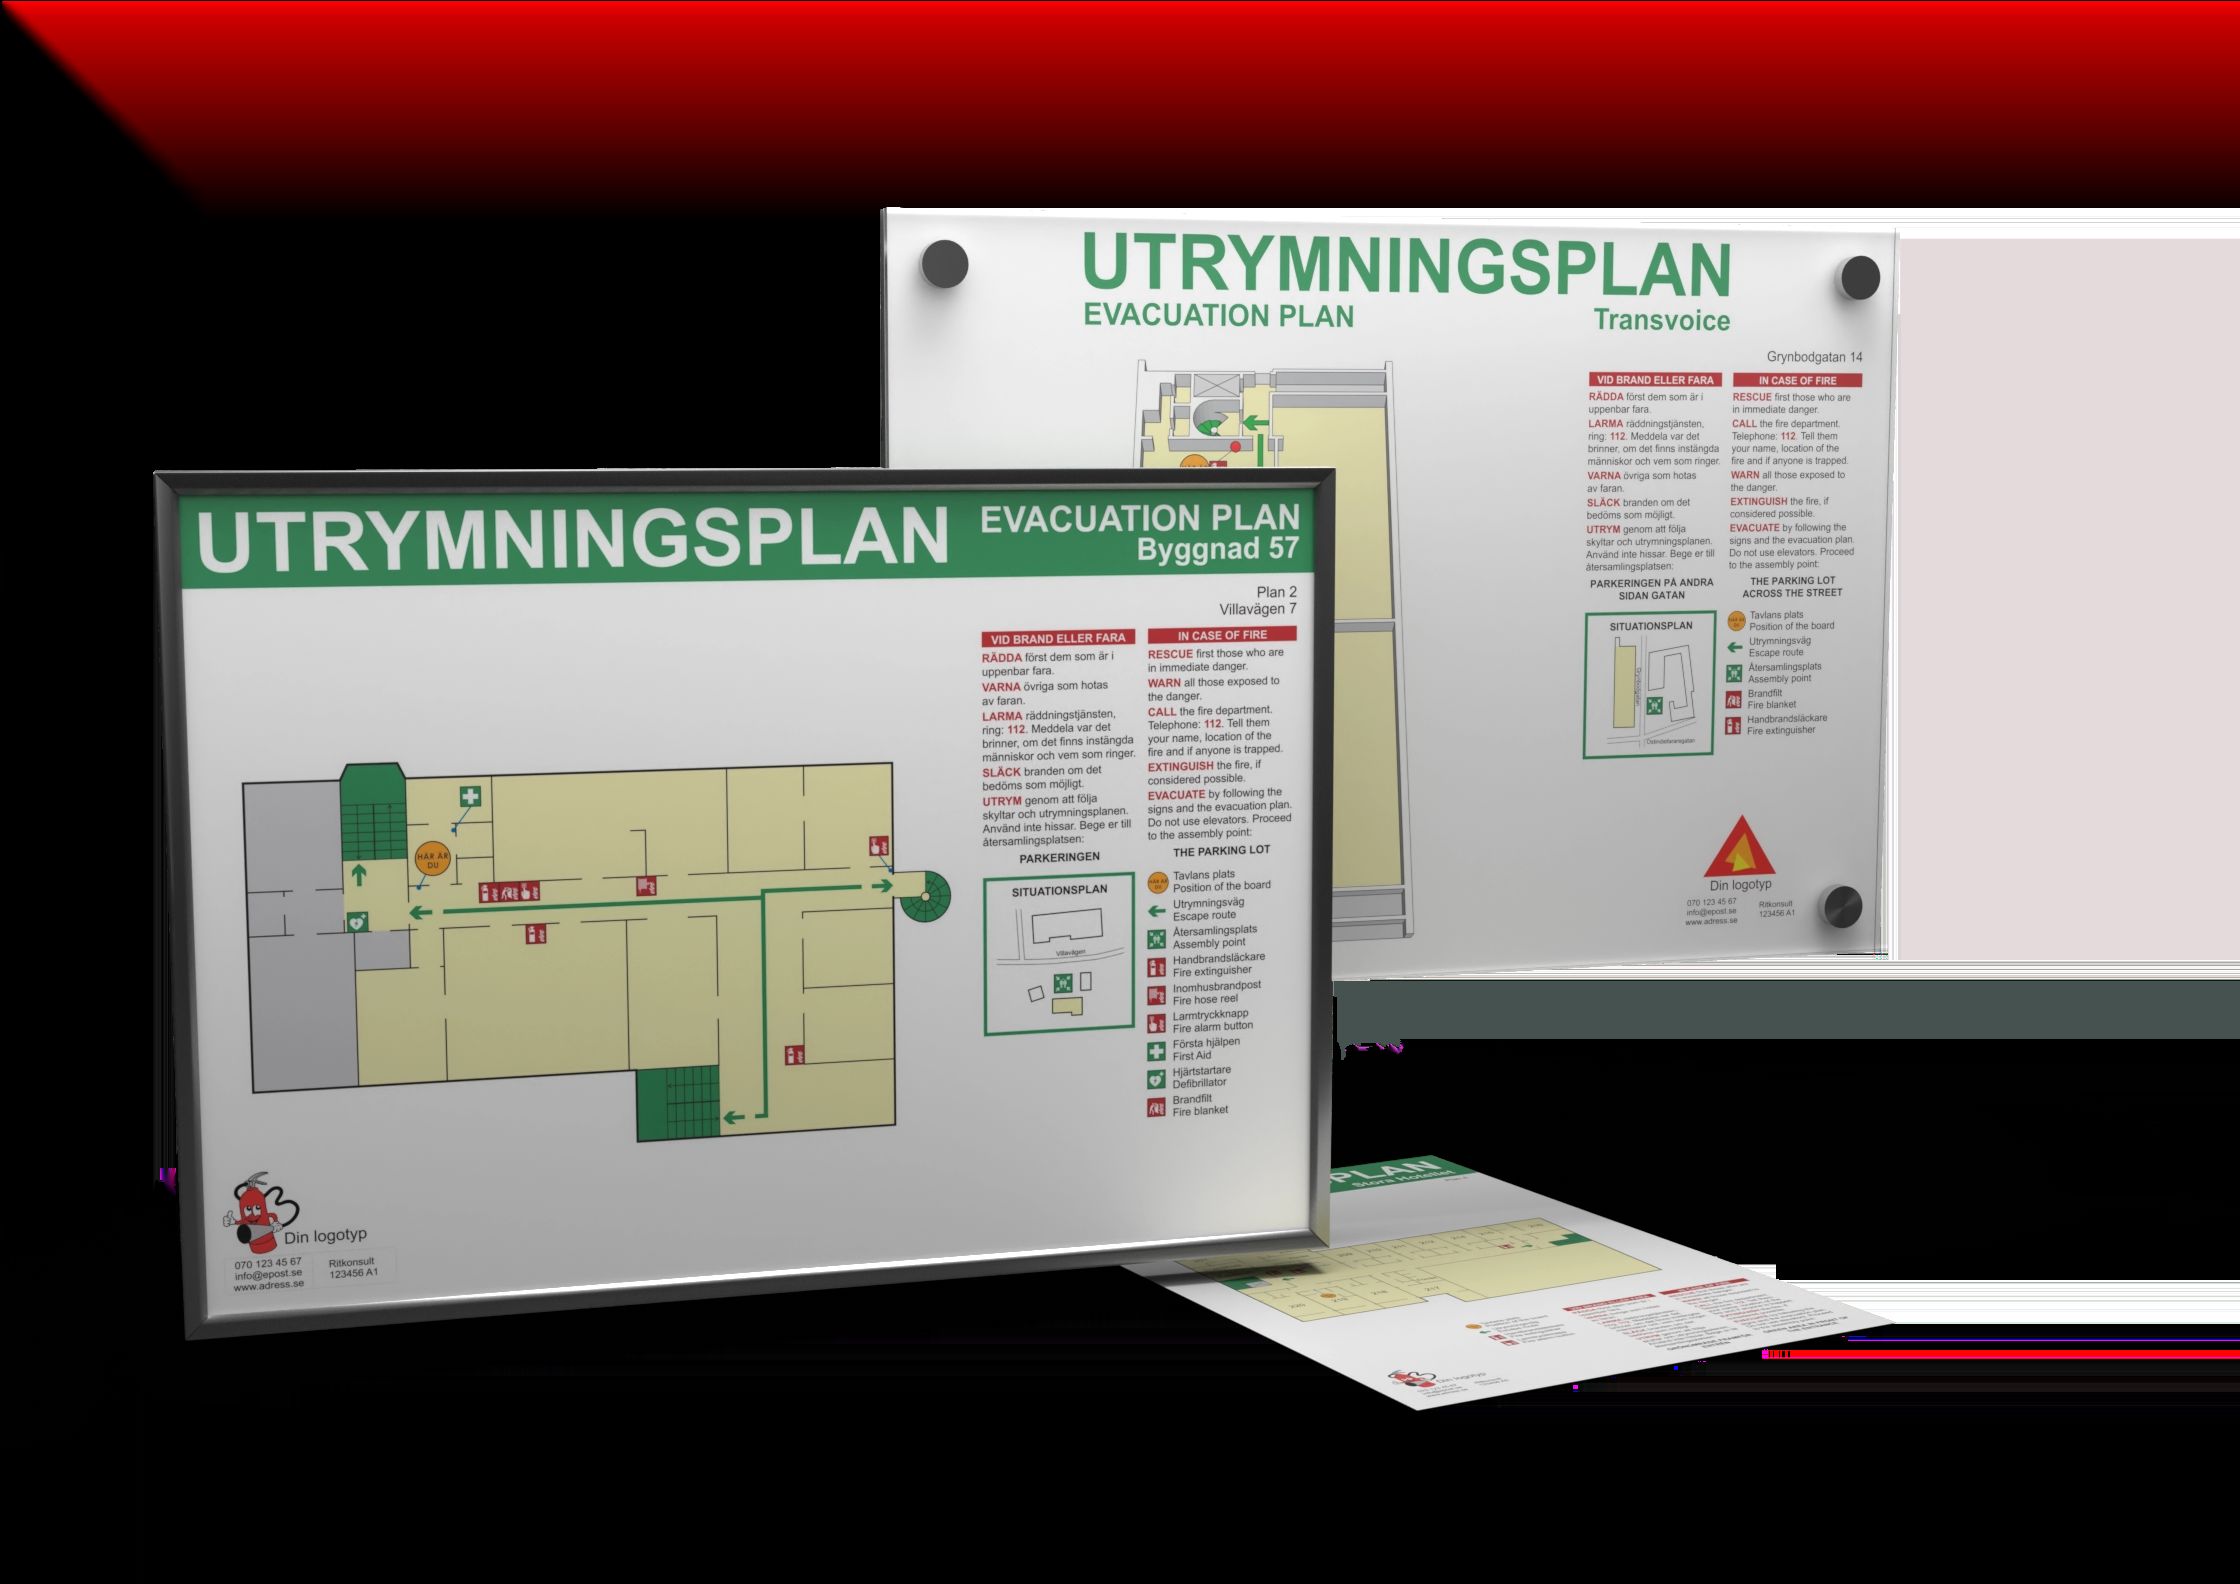 UTRYMNINGSPLAN
EVACUATION PLAN
Transvoice
Grynbodgatan 14
VID BRAND ELLER FARA
RÄDDA först dem som är i
uppenbar fara.
LARMA räddningstjänsten,
ring: 112. Meddela var det
brinner, om det finns instängda
människor och vem som ringer.
VARNA övriga som hotas
av faran.
SLÄCK branden om det
bedöms som möjligt.
UTRYM genom att följa
skyltar och utrymningsplanen.
Använd inte hissar. Bege er till
återsamlingsplatsen:
PARKERINGEN PÅ ANDRA
SIDAN GATAN
IN CASE OF FIRE
RESCUE first those who are
in immediate danger.
CALL the fire department.
Telephone: 112. Tell them
your name, location of the
fire and if anyone is trapped.
WARN all those exposed to
the danger.
EXTINGUISH the fire, if
considered possible.
EVACUATE by following the
signs and the evacuation plan.
Do not use elevators. Proceed
to the assembly point:
THE PARKING LOT
ACROSS THE STREET
SITUATIONSPLAN
Tavlans plats
Position of the board
Utrymningsväg
Escape route
Återsamlingsplats
Assembly point
Brandfilt
Fire blanket
Handbrandsläckare
Fire extinguisher
Din logotyp
070 123 45 67
info@epost.se
www.adress.se
Ritkonsult
123456 A1
UTRYMNINGSPLAN
EVACUATION PLAN
Byggnad 57
Plan 2
Villavägen 7
HÄR ÄR
DU
VID BRAND ELLER FARA
RÄDDA först dem som är i
uppenbar fara.
VARNA övriga som hotas
av faran.
LARMA räddningstjänsten,
ring: 112. Meddela var det
brinner, om det finns instängda
människor och vem som ringer.
SLÄCK branden om det
bedöms som möjligt.
UTRYM genom att följa
skyltar och utrymningsplanen.
Använd inte hissar. Bege er till
återsamlingsplatsen:
PARKERINGEN
IN CASE OF FIRE
RESCUE first those who are
in immediate danger.
WARN all those exposed to
the danger.
CALL the fire department.
Telephone: 112. Tell them
your name, location of the
fire and if anyone is trapped.
EXTINGUISH the fire, if
considered possible.
EVACUATE by following the
signs and the evacuation plan.
Do not use elevators. Proceed
to the assembly point:
THE PARKING LOT
SITUATIONSPLAN
Villavägen
Tavlans plats
Position of the board
Utrymningsväg
Escape route
Återsamlingsplats
Assembly point
Handbrandsläckare
Fire extinguisher
Inomhusbrandpost
Fire hose reel
Larmtryckknapp
Fire alarm button
Första hjälpen
First Aid
Hjärtstartare
Defibrillator
Brandfilt
Fire blanket
Din logotyp
070 123 45 67
info@epost.se
www.adress.se
Ritkonsult
123456 A1
PLAN
Stora Hotellet
Din logotyp